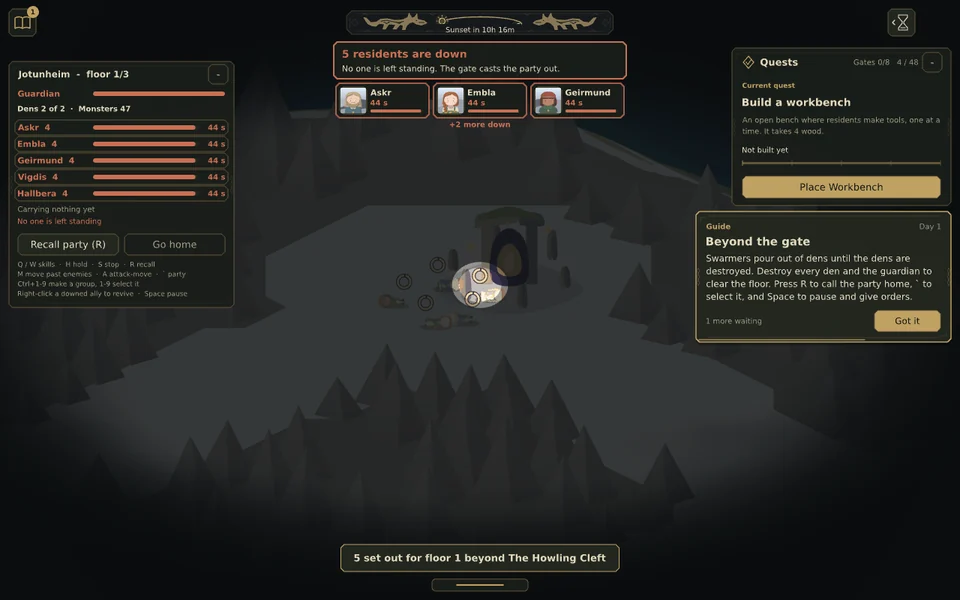 1
Sunset in 10h 16m
5 residents are down
No one is left standing. The gate casts the party out.
Askr
44 s
Embla
44 s
Geirmund
44 s
+2 more down
Jotunheim - floor 1/3
-
Guardian
Dens 2 of 2 · Monsters 47
Askr 4 44 s
Embla 4 44 s
Geirmund 4 44 s
Vigdis 4 44 s
Hallbera 4 44 s
Carrying nothing yet
No one is left standing
Recall party (R)
Go home
Q / W skills · H hold · S stop · R recall
M move past enemies · A attack-move · ` party
Ctrl+1-9 make a group, 1-9 select it
Right-click a downed ally to revive · Space pause
Quests
Gates 0/8 4 / 48
-
Current quest
Build a workbench
An open bench where residents make tools, one at a
time. It takes 4 wood.
Not built yet
Place Workbench
Guide
Day 1
Beyond the gate
Swarmers pour out of dens until the dens are
destroyed. Destroy every den and the guardian to
clear the floor. Press R to call the party home, ` to
select it, and Space to pause and give orders.
1 more waiting
Got it
5 set out for floor 1 beyond The Howling Cleft